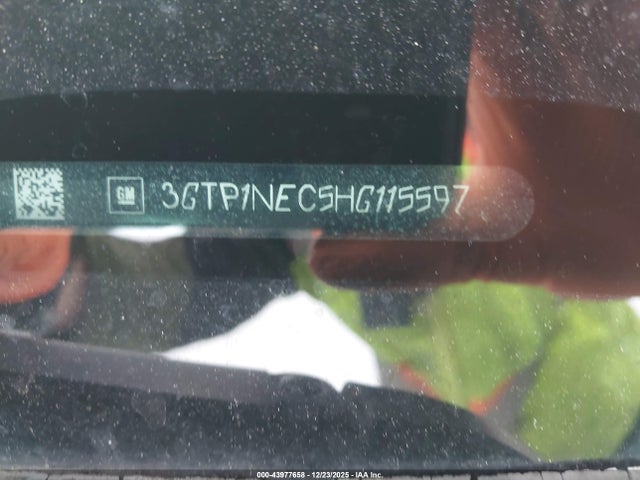 GM 3GTP1NEC5HG115597
000-43977658 - 12/23/2025 - IAA Inc.